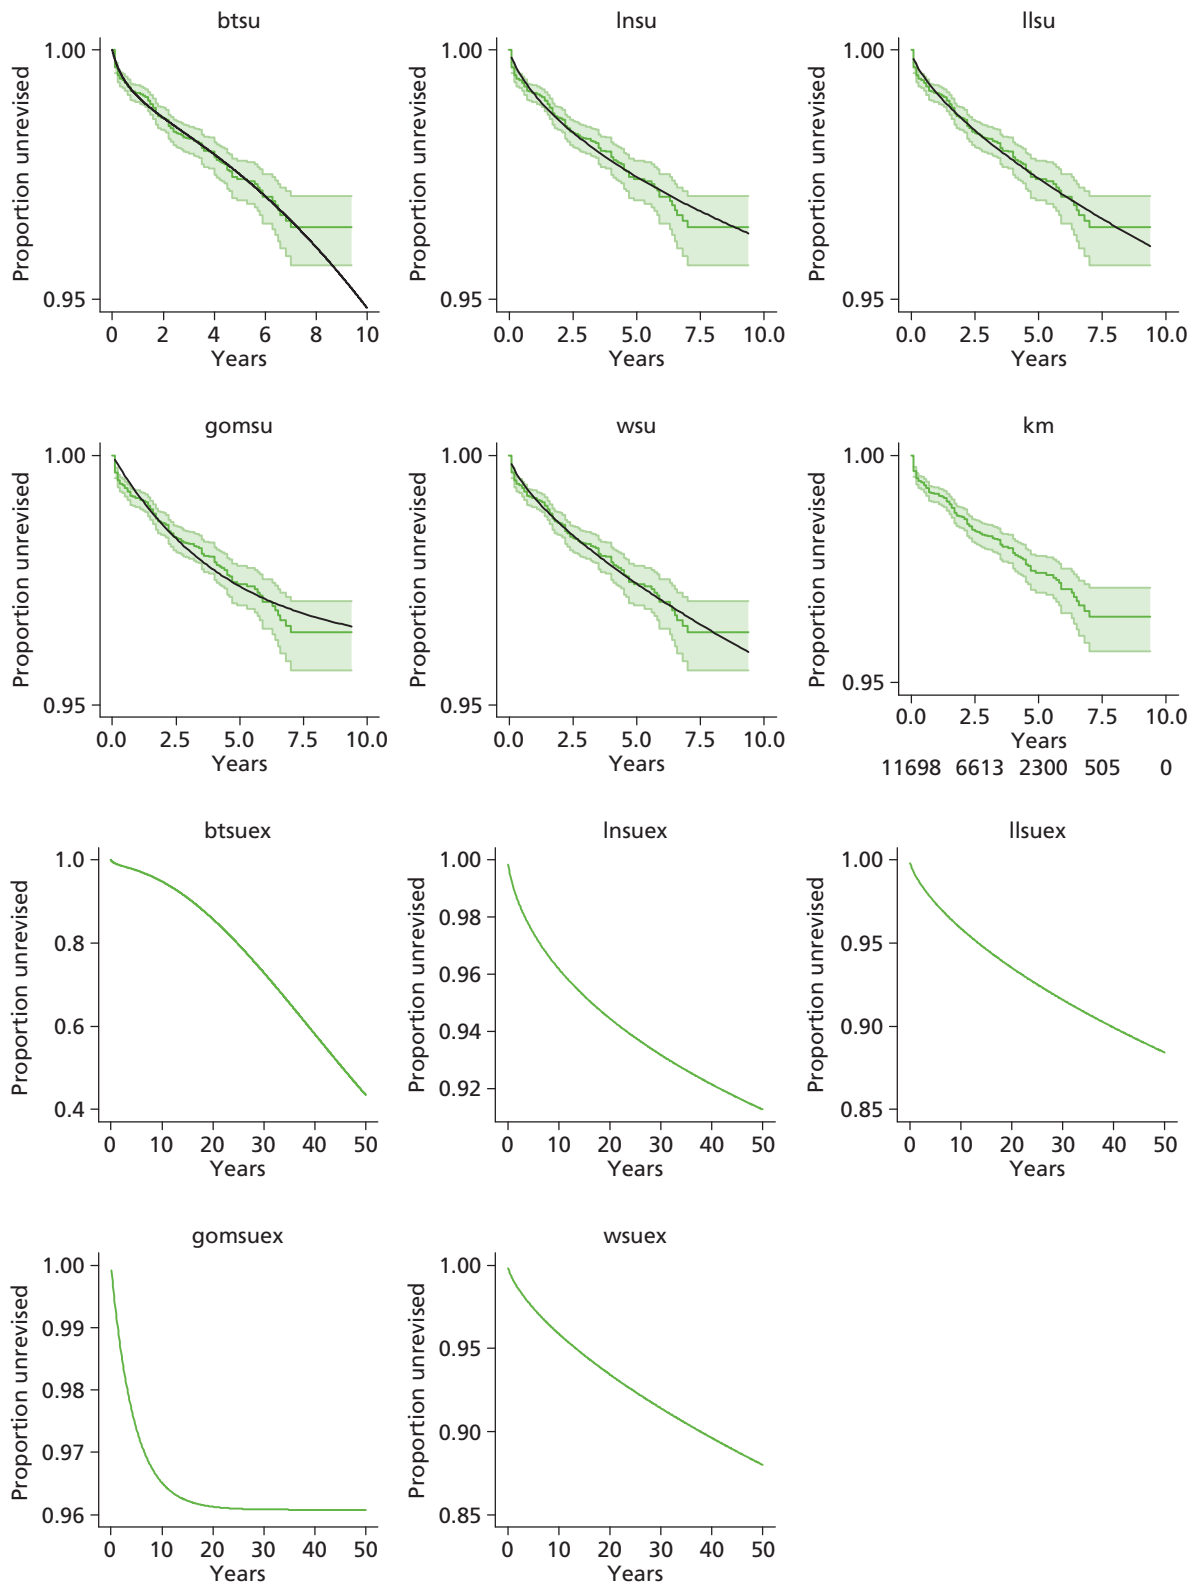 btsu
Proportion unrevised
1.00
0.95
0 2 4 6 8 10
Years
lnsu
Proportion unrevised
1.00
0.95
0.0 2.5 5.0 7.5 10.0
Years
llsu
Proportion unrevised
1.00
0.95
0.0 2.5 5.0 7.5 10.0
Years
gomsu
Proportion unrevised
1.00
0.95
0.0 2.5 5.0 7.5 10.0
Years
wsu
Proportion unrevised
1.00
0.95
0.0 2.5 5.0 7.5 10.0
Years
km
Proportion unrevised
1.00
0.95
0.0 2.5 5.0 7.5 10.0
Years
11698 6613 2300 505 0
btsuex
Proportion unrevised
1.0
0.8
0.6
0.4
0 10 20 30 40 50
Years
lnsuex
Proportion unrevised
1.00
0.98
0.96
0.94
0.92
0 10 20 30 40 50
Years
llsuex
Proportion unrevised
1.00
0.95
0.90
0.85
0 10 20 30 40 50
Years
gomsuex
Proportion unrevised
1.00
0.99
0.98
0.97
0.96
0 10 20 30 40 50
Years
wsuex
Proportion unrevised
1.00
0.95
0.90
0.85
0 10 20 30 40 50
Years